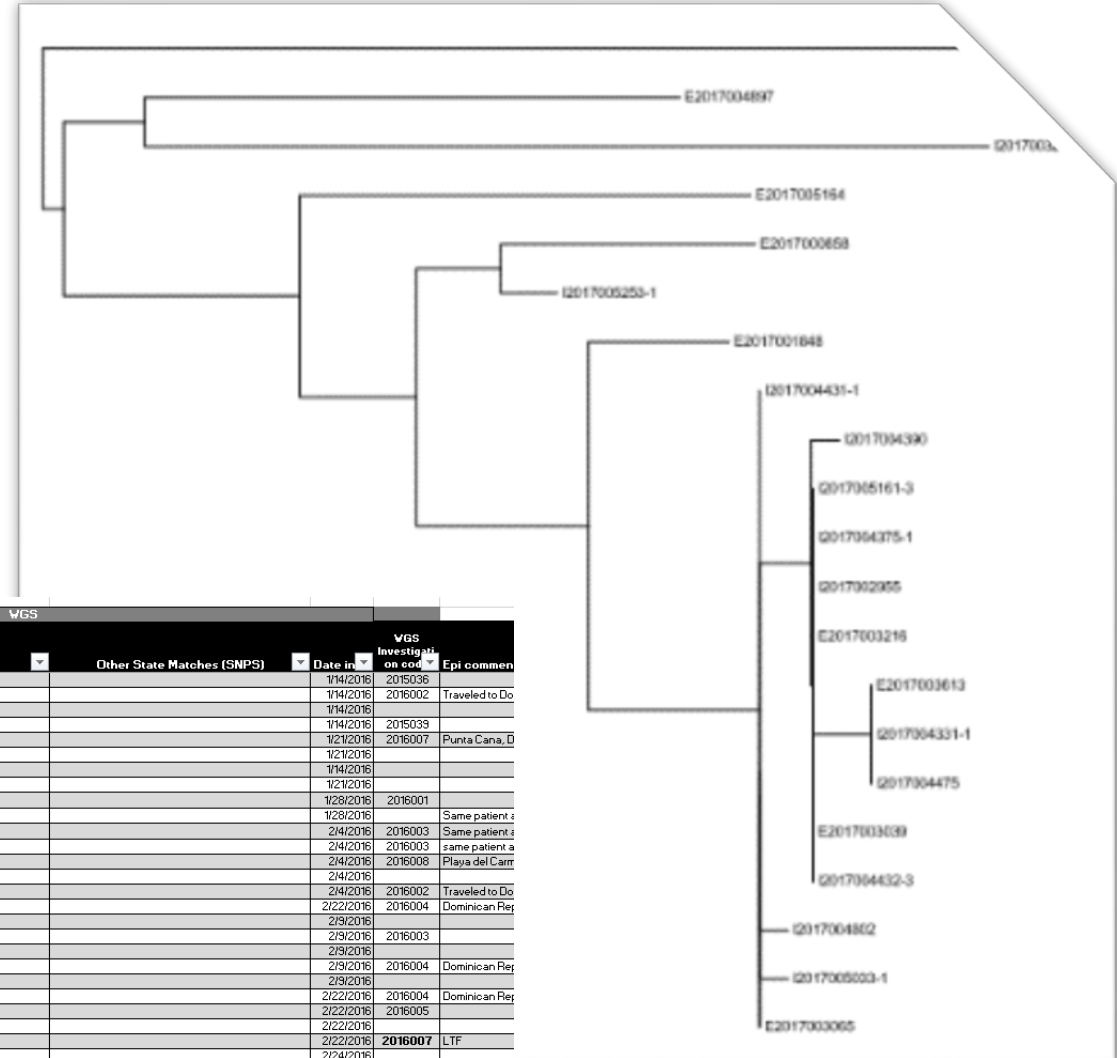 E2017004897
E2017005164
E2017000858
I2017005253-1
E2017001848
I2017004431-1
I2017004390
I2017005161-3
I2017004375-1
I2017002955
E2017003216
E2017003613
I2017004331-1
I2017004475
E2017003039
I2017004432-3
I2017004802
I2017005003-1
E2017003065
WGS
Other State Matches (SNPS) Date in WGS Investigati on cod Epi commen
1/14/2016 2015036
1/14/2016 2016002 Traveled to Do
1/14/2016
1/14/2016 2015039
1/21/2016 2016007 Punta Cana, D
1/21/2016
1/14/2016
1/21/2016
1/28/2016 2016001
1/28/2016 Same patient a
2/4/2016 2016003 Same patient a
2/4/2016 2016003 same patient a
2/4/2016 2016008 Playa del Carm
2/4/2016
2/4/2016 2016002 Traveled to Do
2/22/2016 2016004 Dominican Rep
2/9/2016
2/9/2016 2016003
2/9/2016
2/9/2016 2016004 Dominican Rep
2/9/2016
2/22/2016 2016004 Dominican Rep
2/22/2016 2016005
2/22/2016
2/22/2016 2016007 LTF
2/24/2016